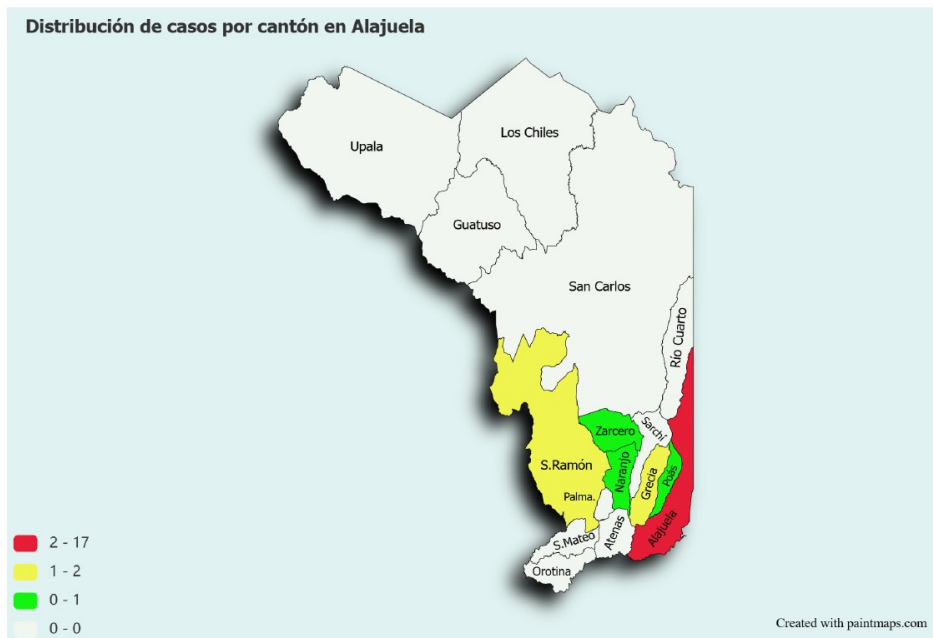 Distribución de casos por cantón en Alajuela
Upala
Los Chiles
Guatuso
San Carlos
Río Cuarto
Zarcero
Sarchí
S.Ramón
Naranjo
Grecia
Poás
Palma.
Alajuela
Atenas
S.Mateo
Orotina
2 - 17
1 - 2
0 - 1
0 - 0
Created with paintmaps.com